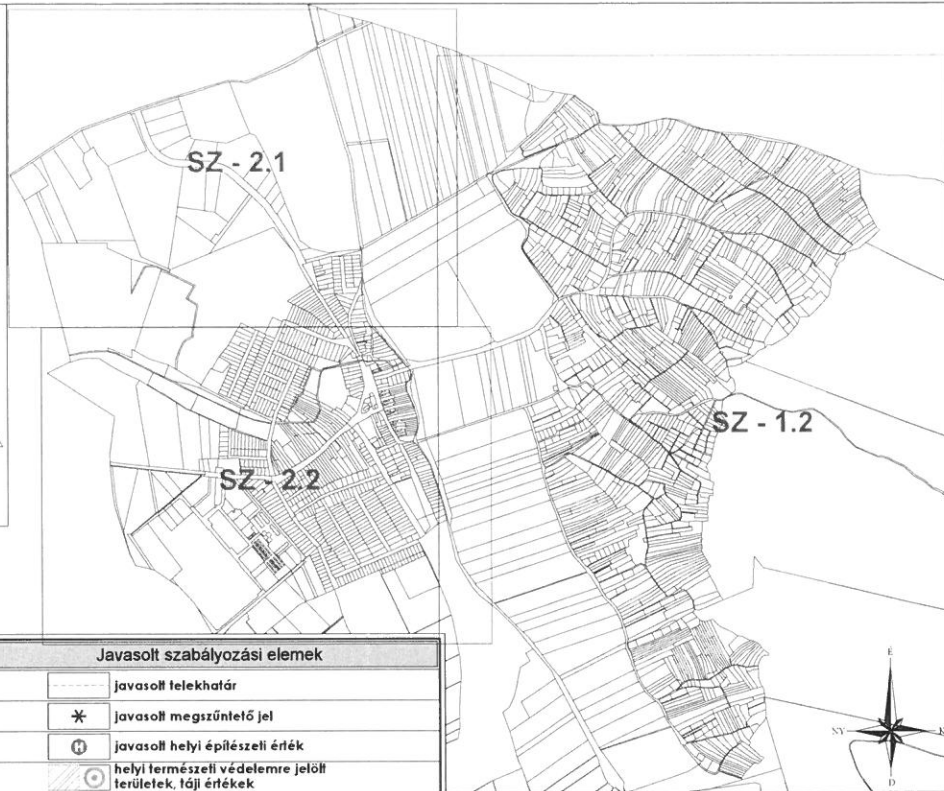 SZ - 2.1
SZ - 1.2
SZ - 2.2
Javasolt szabályozási elemek
javasolt telekhatár
javasolt megszűntető jel
H javasolt helyi építészeti érték
helyi természeti védelemre jelölt
területek, táji értékek
É
NY K
D